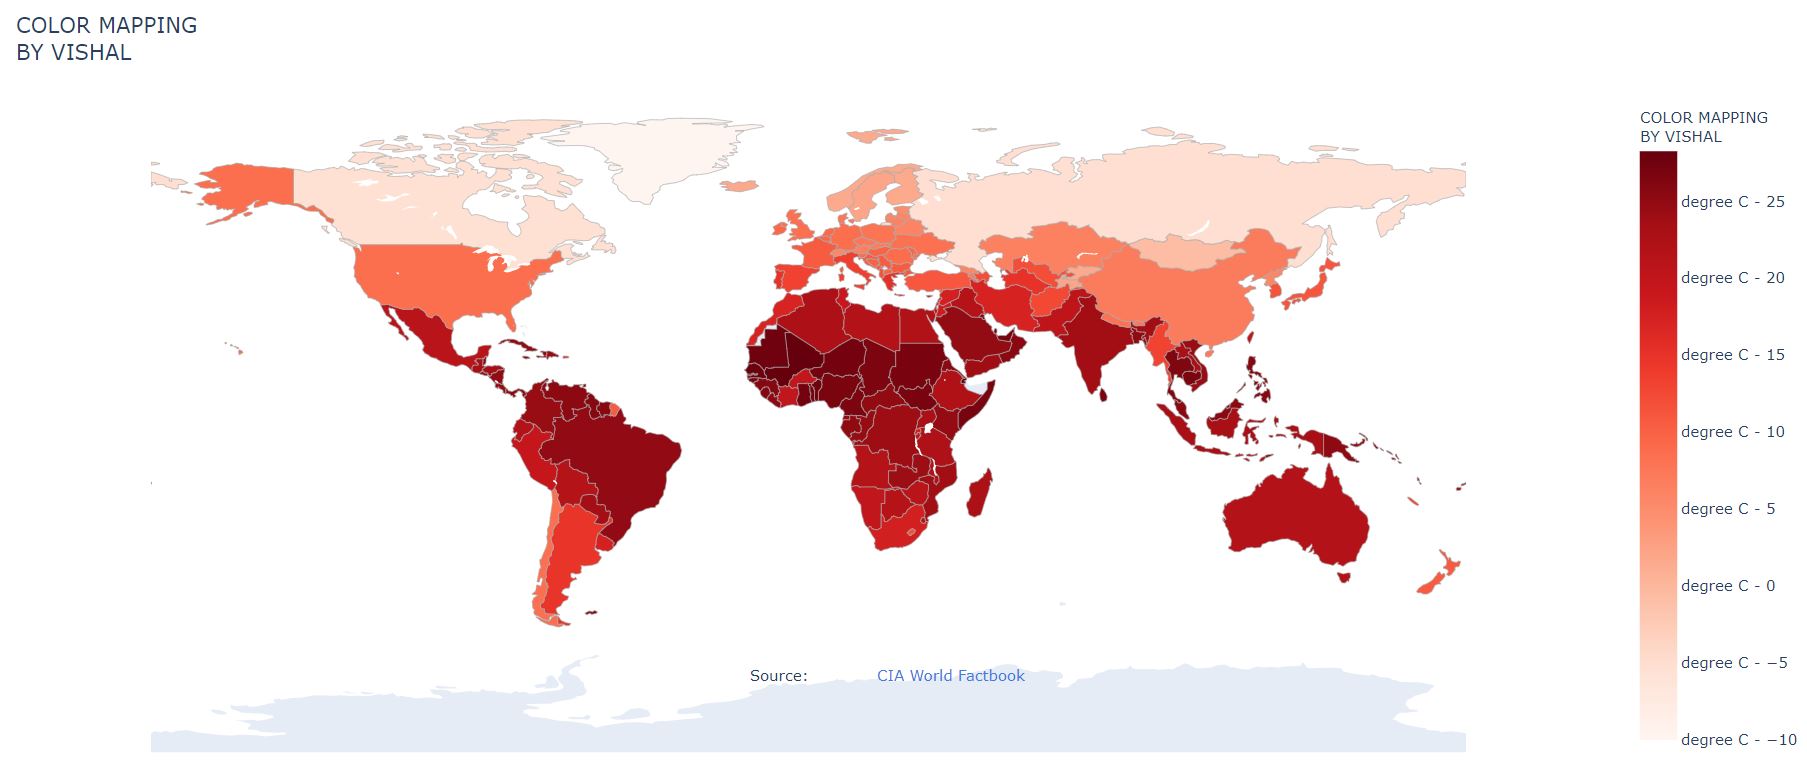 COLOR MAPPING
BY VISHAL
COLOR MAPPING
BY VISHAL
degree C - 25
degree C - 20
degree C - 15
degree C - 10
degree C - 5
degree C - 0
degree C - −5
degree C - −10
Source: CIA World Factbook